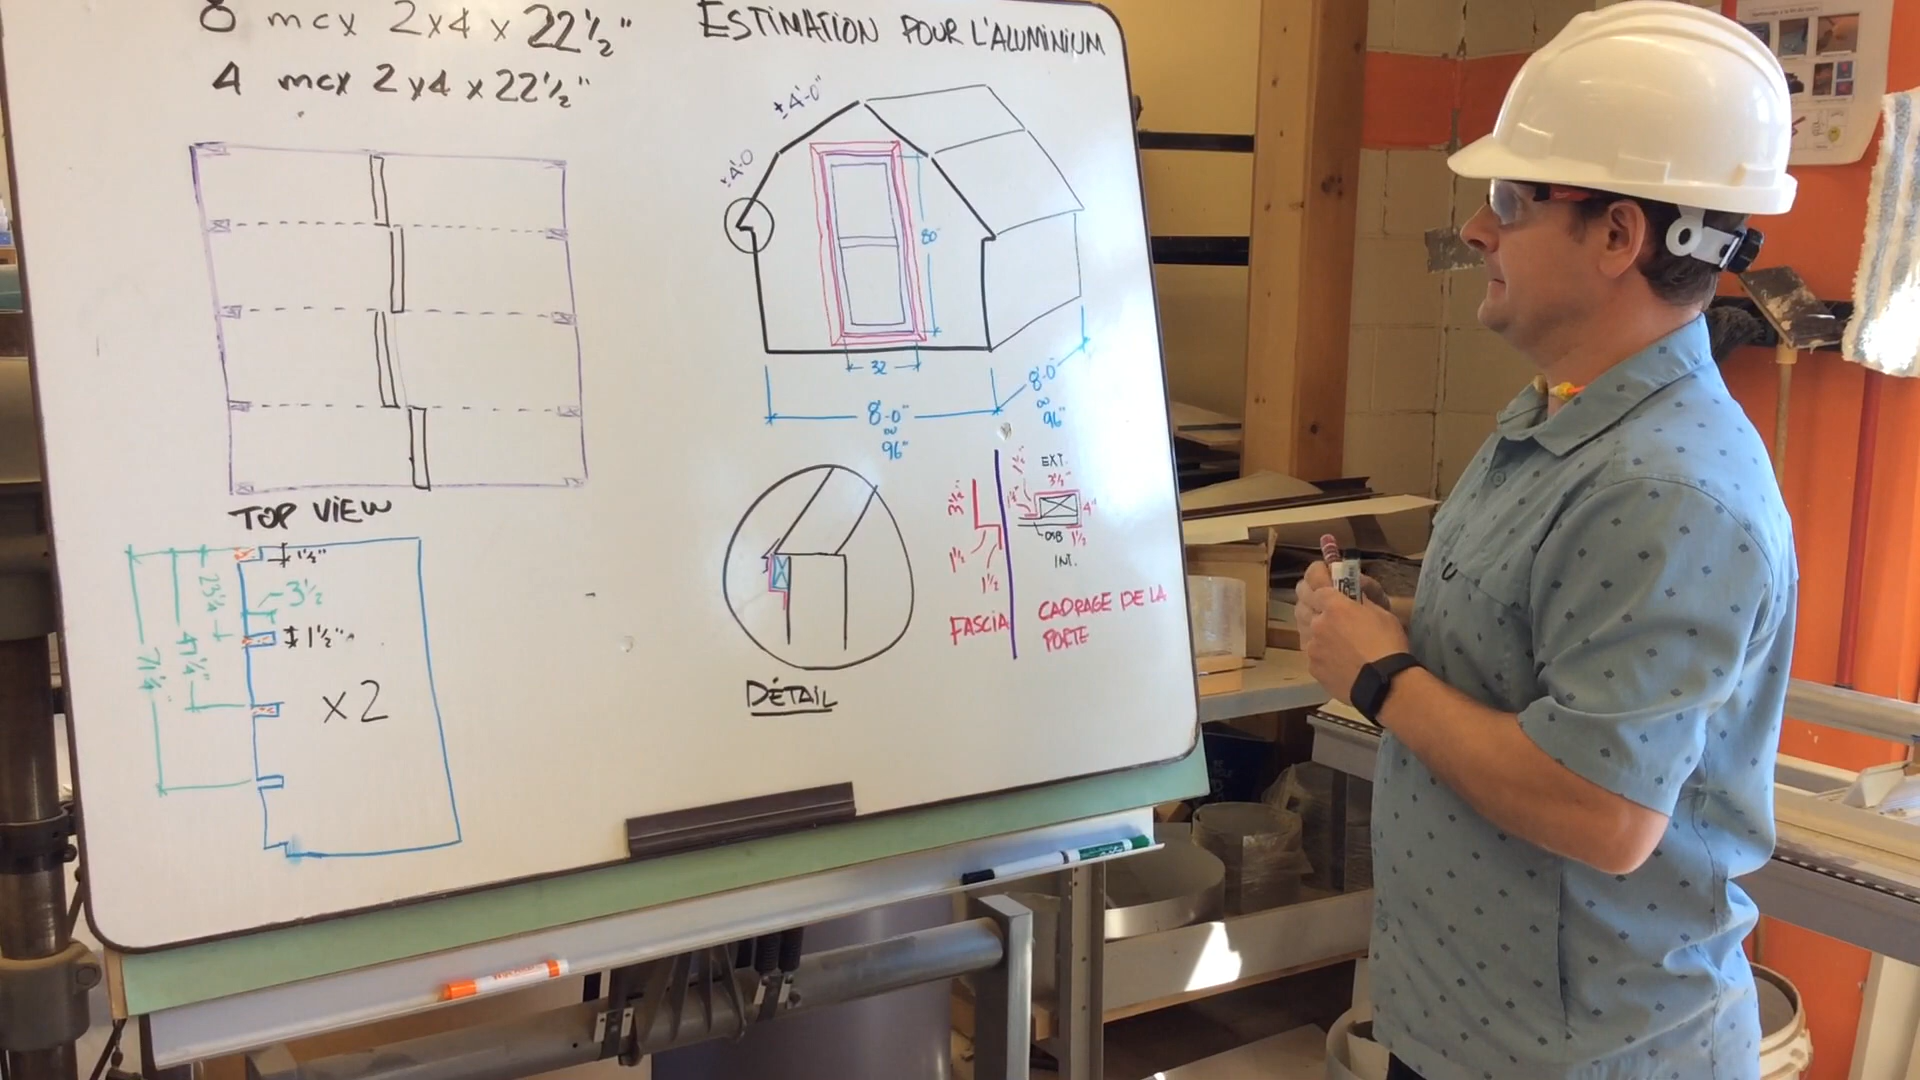 8 mcx 2x4 x 22½"
4 mcx 2x4 x 22½"
TOP VIEW
1½"
3½
1½"
23¼"
47¼"
71¼"
x2
ESTIMATION POUR L'ALUMINIUM
±4'-0"
±4'-0
80"
32
8'-0"
ou
96"
8'-0"
ou
96"
DÉTAIL
3¼"
1½
1½
FASCIA
EXT.
3½"
4"
OSB
1½
INT.
CADRAGE DE LA
PORTE